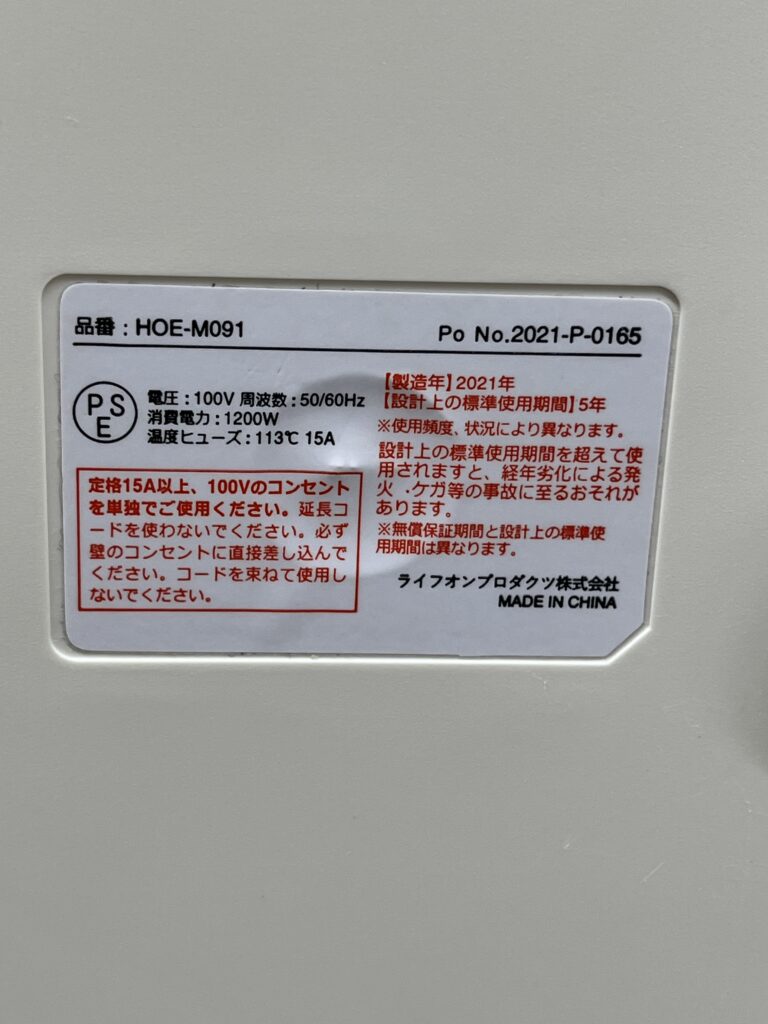 品番 : HOE-M091 Po No.2021-P-0165
PSE
電圧 : 100V 周波数 : 50/60Hz
消費電力 : 1200W
温度ヒューズ : 113℃ 15A
定格15A以上、100Vのコンセント
を単独でご使用ください。延長コ
ードを使わないでください。必ず
壁のコンセントに直接差し込んで
ください。コードを束ねて使用し
ないでください。
【製造年】2021年
【設計上の標準使用期間】5年
※使用頻度、状況により異なります。
設計上の標準使用期間を超えて使
用されますと、経年劣化による発
火・ケガ等の事故に至るおそれが
あります。
※無償保証期間と設計上の標準使
用期間は異なります。
ライフオンプロダクツ株式会社
MADE IN CHINA